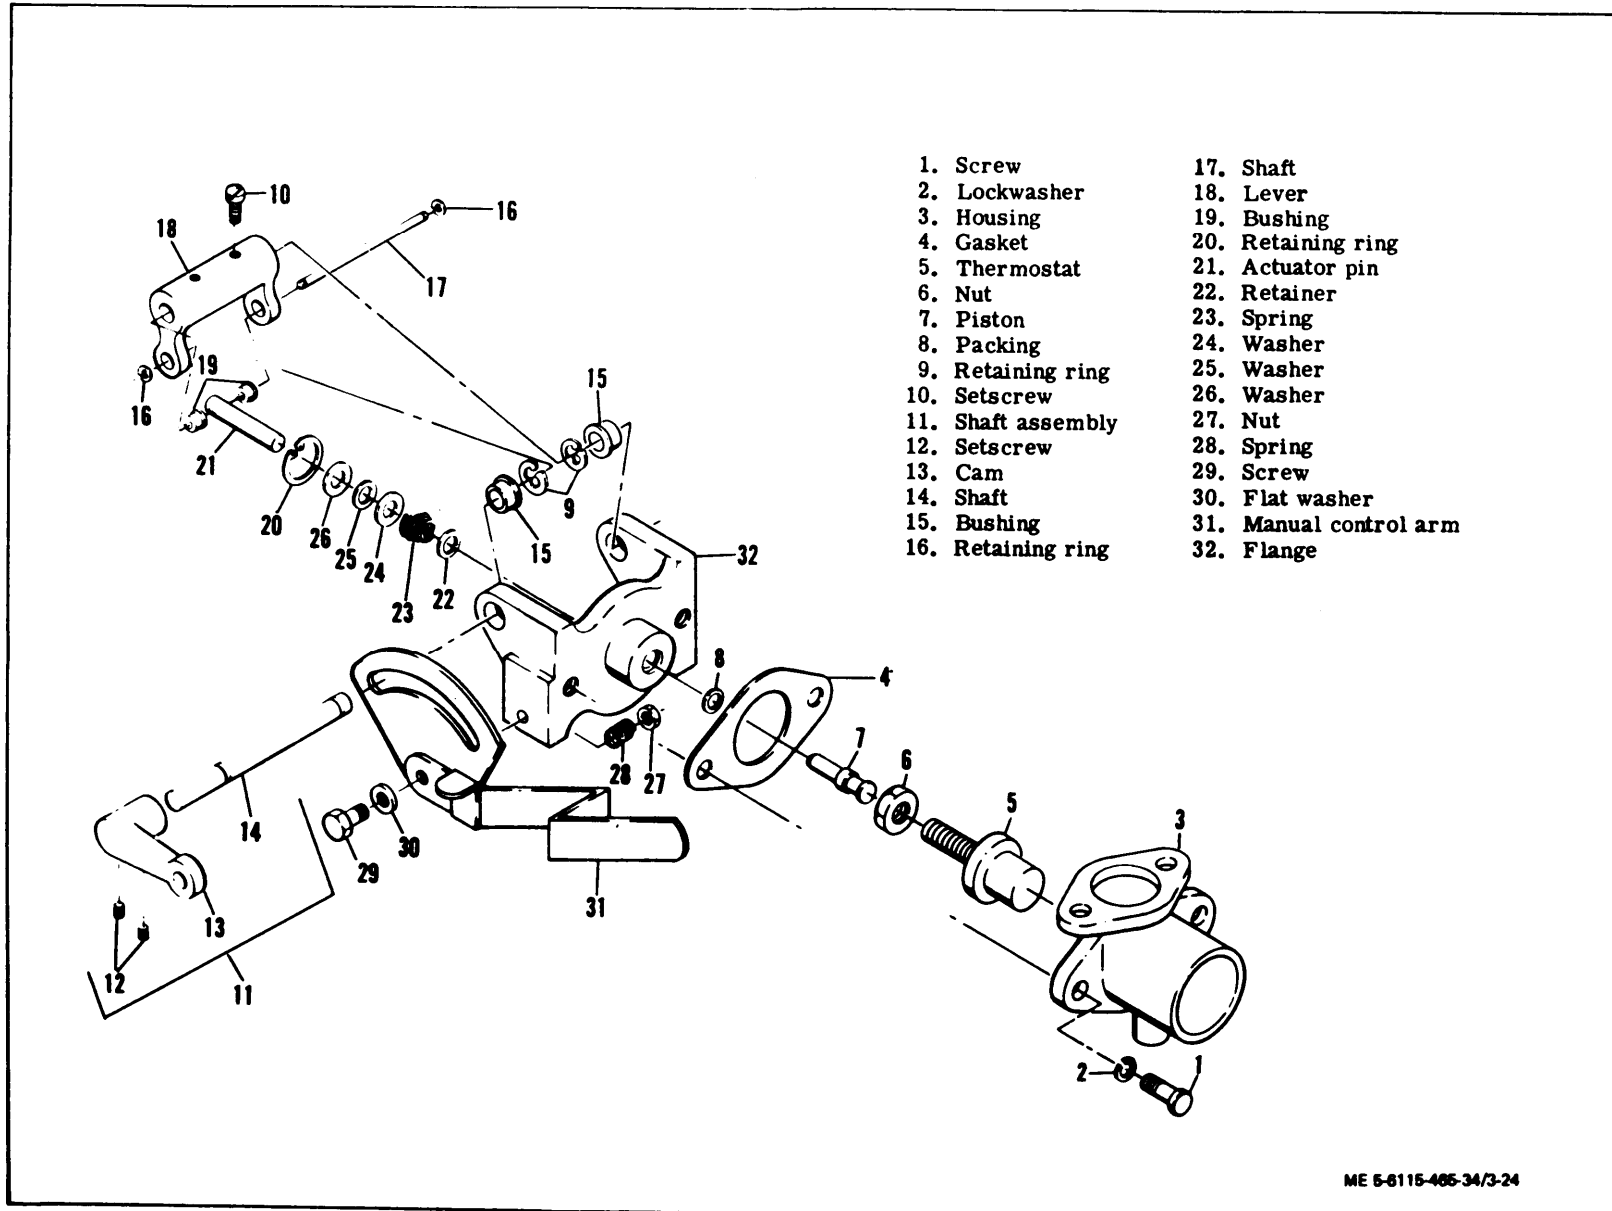 1. Screw
2. Lockwasher
3. Housing
4. Gasket
5. Thermostat
6. Nut
7. Piston
8. Packing
9. Retaining ring
10. Setscrew
11. Shaft assembly
12. Setscrew
13. Cam
14. Shaft
15. Bushing
16. Retaining ring
17. Shaft
18. Lever
19. Bushing
20. Retaining ring
21. Actuator pin
22. Retainer
23. Spring
24. Washer
25. Washer
26. Washer
27. Nut
28. Spring
29. Screw
30. Flat washer
31. Manual control arm
32. Flange
10
16
18
17
19
16
15
21
9
20
26
15
25
24
32
22
23
8
4
7
28
27
6
5
14
3
30
29
31
13
12
11
2
1
ME 5-6115-465-34/3-24